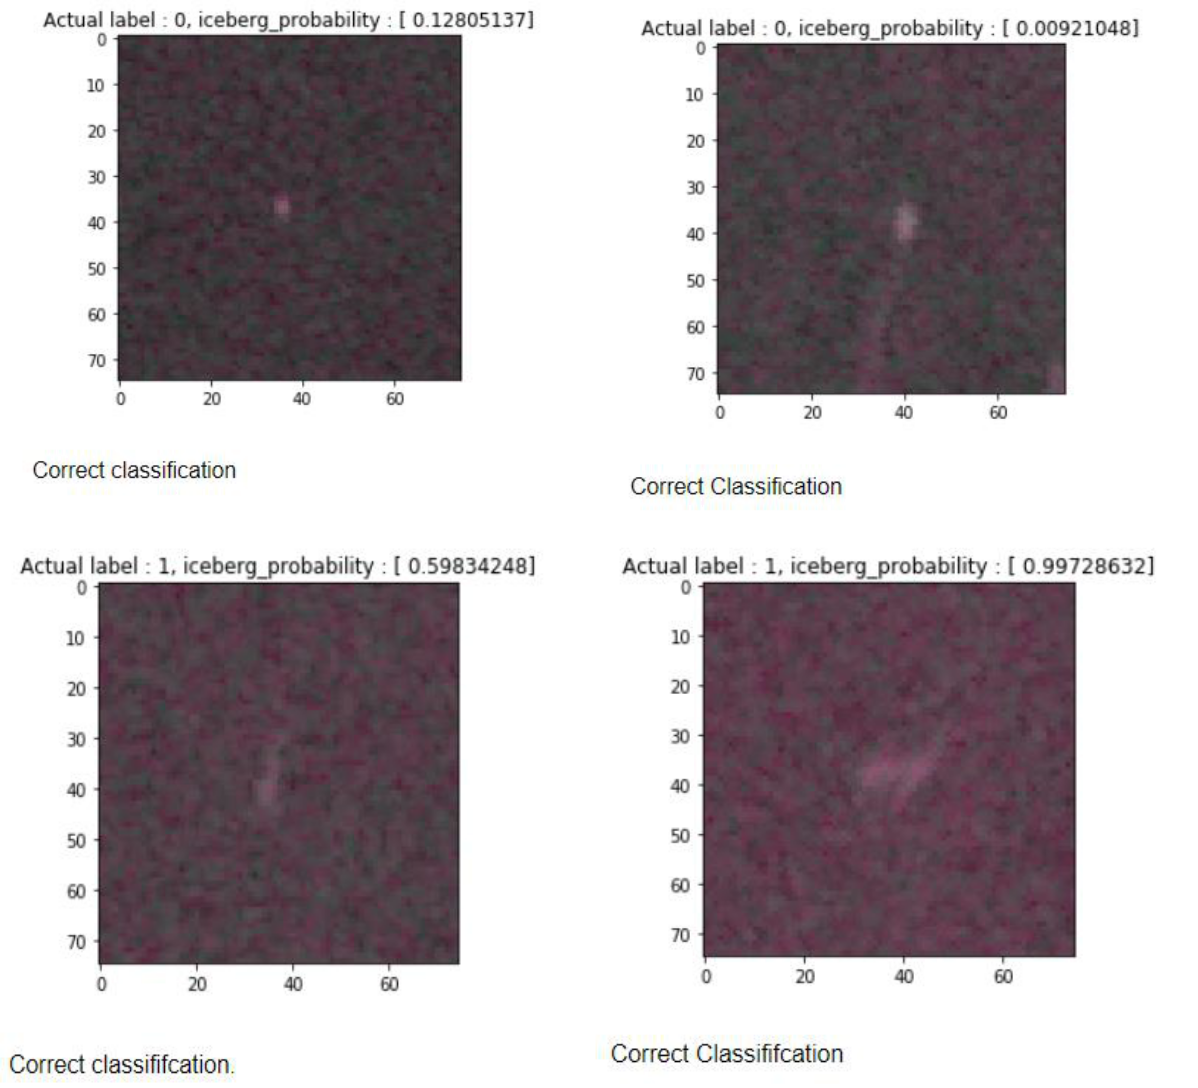 Actual label : 0, iceberg_probability : [ 0.12805137]
0
10
20
30
40
50
60
70
0 20 40 60
Correct classification
Actual label : 0, iceberg_probability : [ 0.00921048]
0
10
20
30
40
50
60
70
0 20 40 60
Correct Classification
Actual label : 1, iceberg_probability : [ 0.59834248]
0
10
20
30
40
50
60
70
0 20 40 60
Correct classififcation.
Actual label : 1, iceberg_probability : [ 0.99728632]
0
10
20
30
40
50
60
70
0 20 40 60
Correct Classififcation